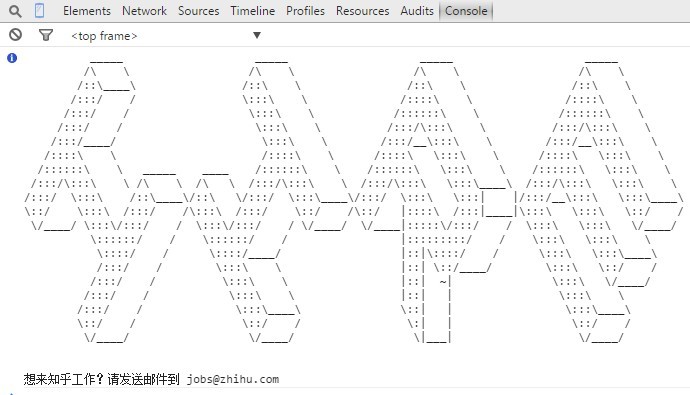 Elements Network Sources Timeline Profiles Resources Audits Console
<top frame>
想来知乎工作? 请发送邮件到 jobs@zhihu.com